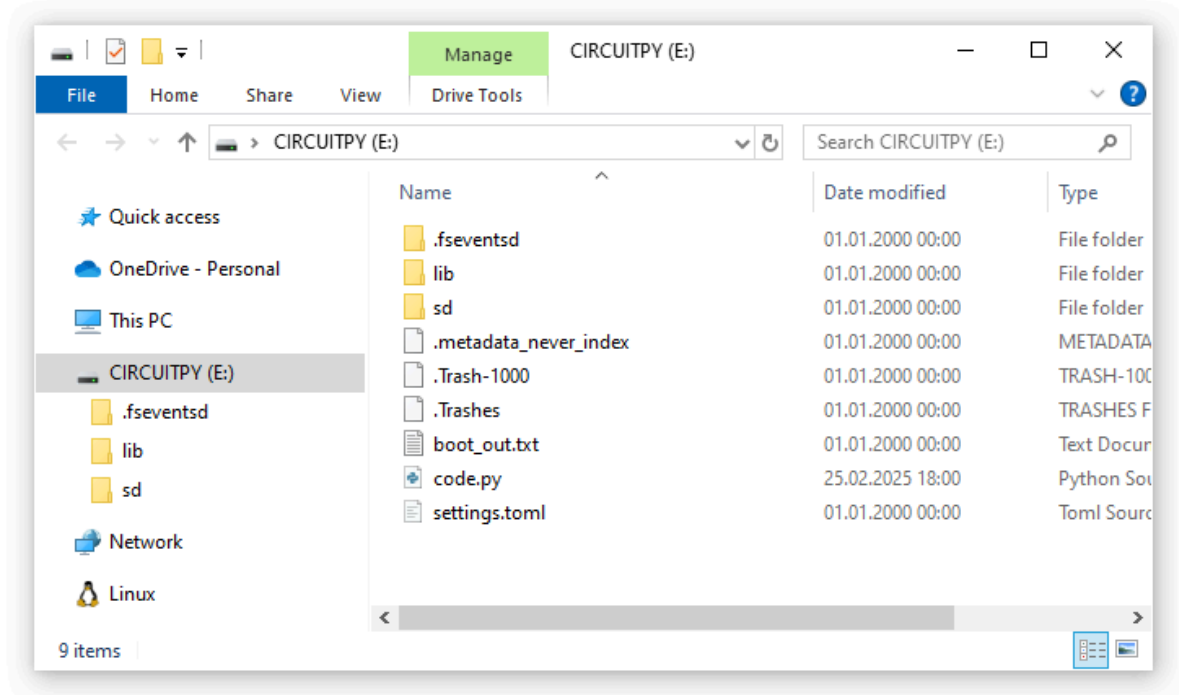 Manage CIRCUITPY (E:)
File Home Share View Drive Tools
CIRCUITPY (E:) Search CIRCUITPY (E:)
Name Date modified Type
Quick access
OneDrive - Personal
This PC
CIRCUITPY (E:)
.fseventsd
lib
sd
Network
Linux
.fseventsd 01.01.2000 00:00 File folder
lib 01.01.2000 00:00 File folder
sd 01.01.2000 00:00 File folder
.metadata_never_index 01.01.2000 00:00 METADATA
.Trash-1000 01.01.2000 00:00 TRASH-100
.Trashes 01.01.2000 00:00 TRASHES F
boot_out.txt 01.01.2000 00:00 Text Docum
code.py 25.02.2025 18:00 Python Sou
settings.toml 01.01.2000 00:00 Toml Sourc
9 items